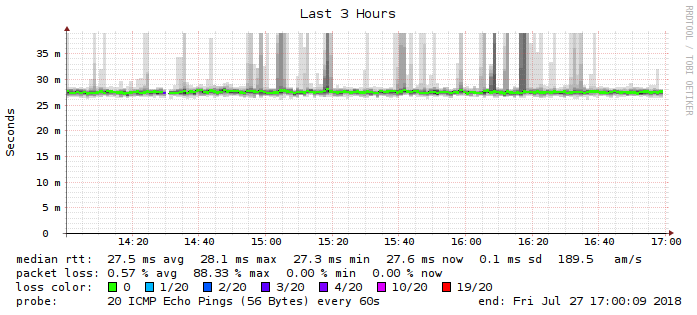 Last 3 Hours
RRDTOOL / TOBI OETIKER
Seconds
35 m
30 m
25 m
20 m
15 m
10 m
5 m
0
14:20 14:40 15:00 15:20 15:40 16:00 16:20 16:40 17:00
median rtt: 27.5 ms avg 28.1 ms max 27.3 ms min 27.6 ms now 0.1 ms sd 189.5 am/s
packet loss: 0.57 % avg 88.33 % max 0.00 % min 0.00 % now
loss color: 0 1/20 2/20 3/20 4/20 10/20 19/20
probe: 20 ICMP Echo Pings (56 Bytes) every 60s end: Fri Jul 27 17:00:09 2018